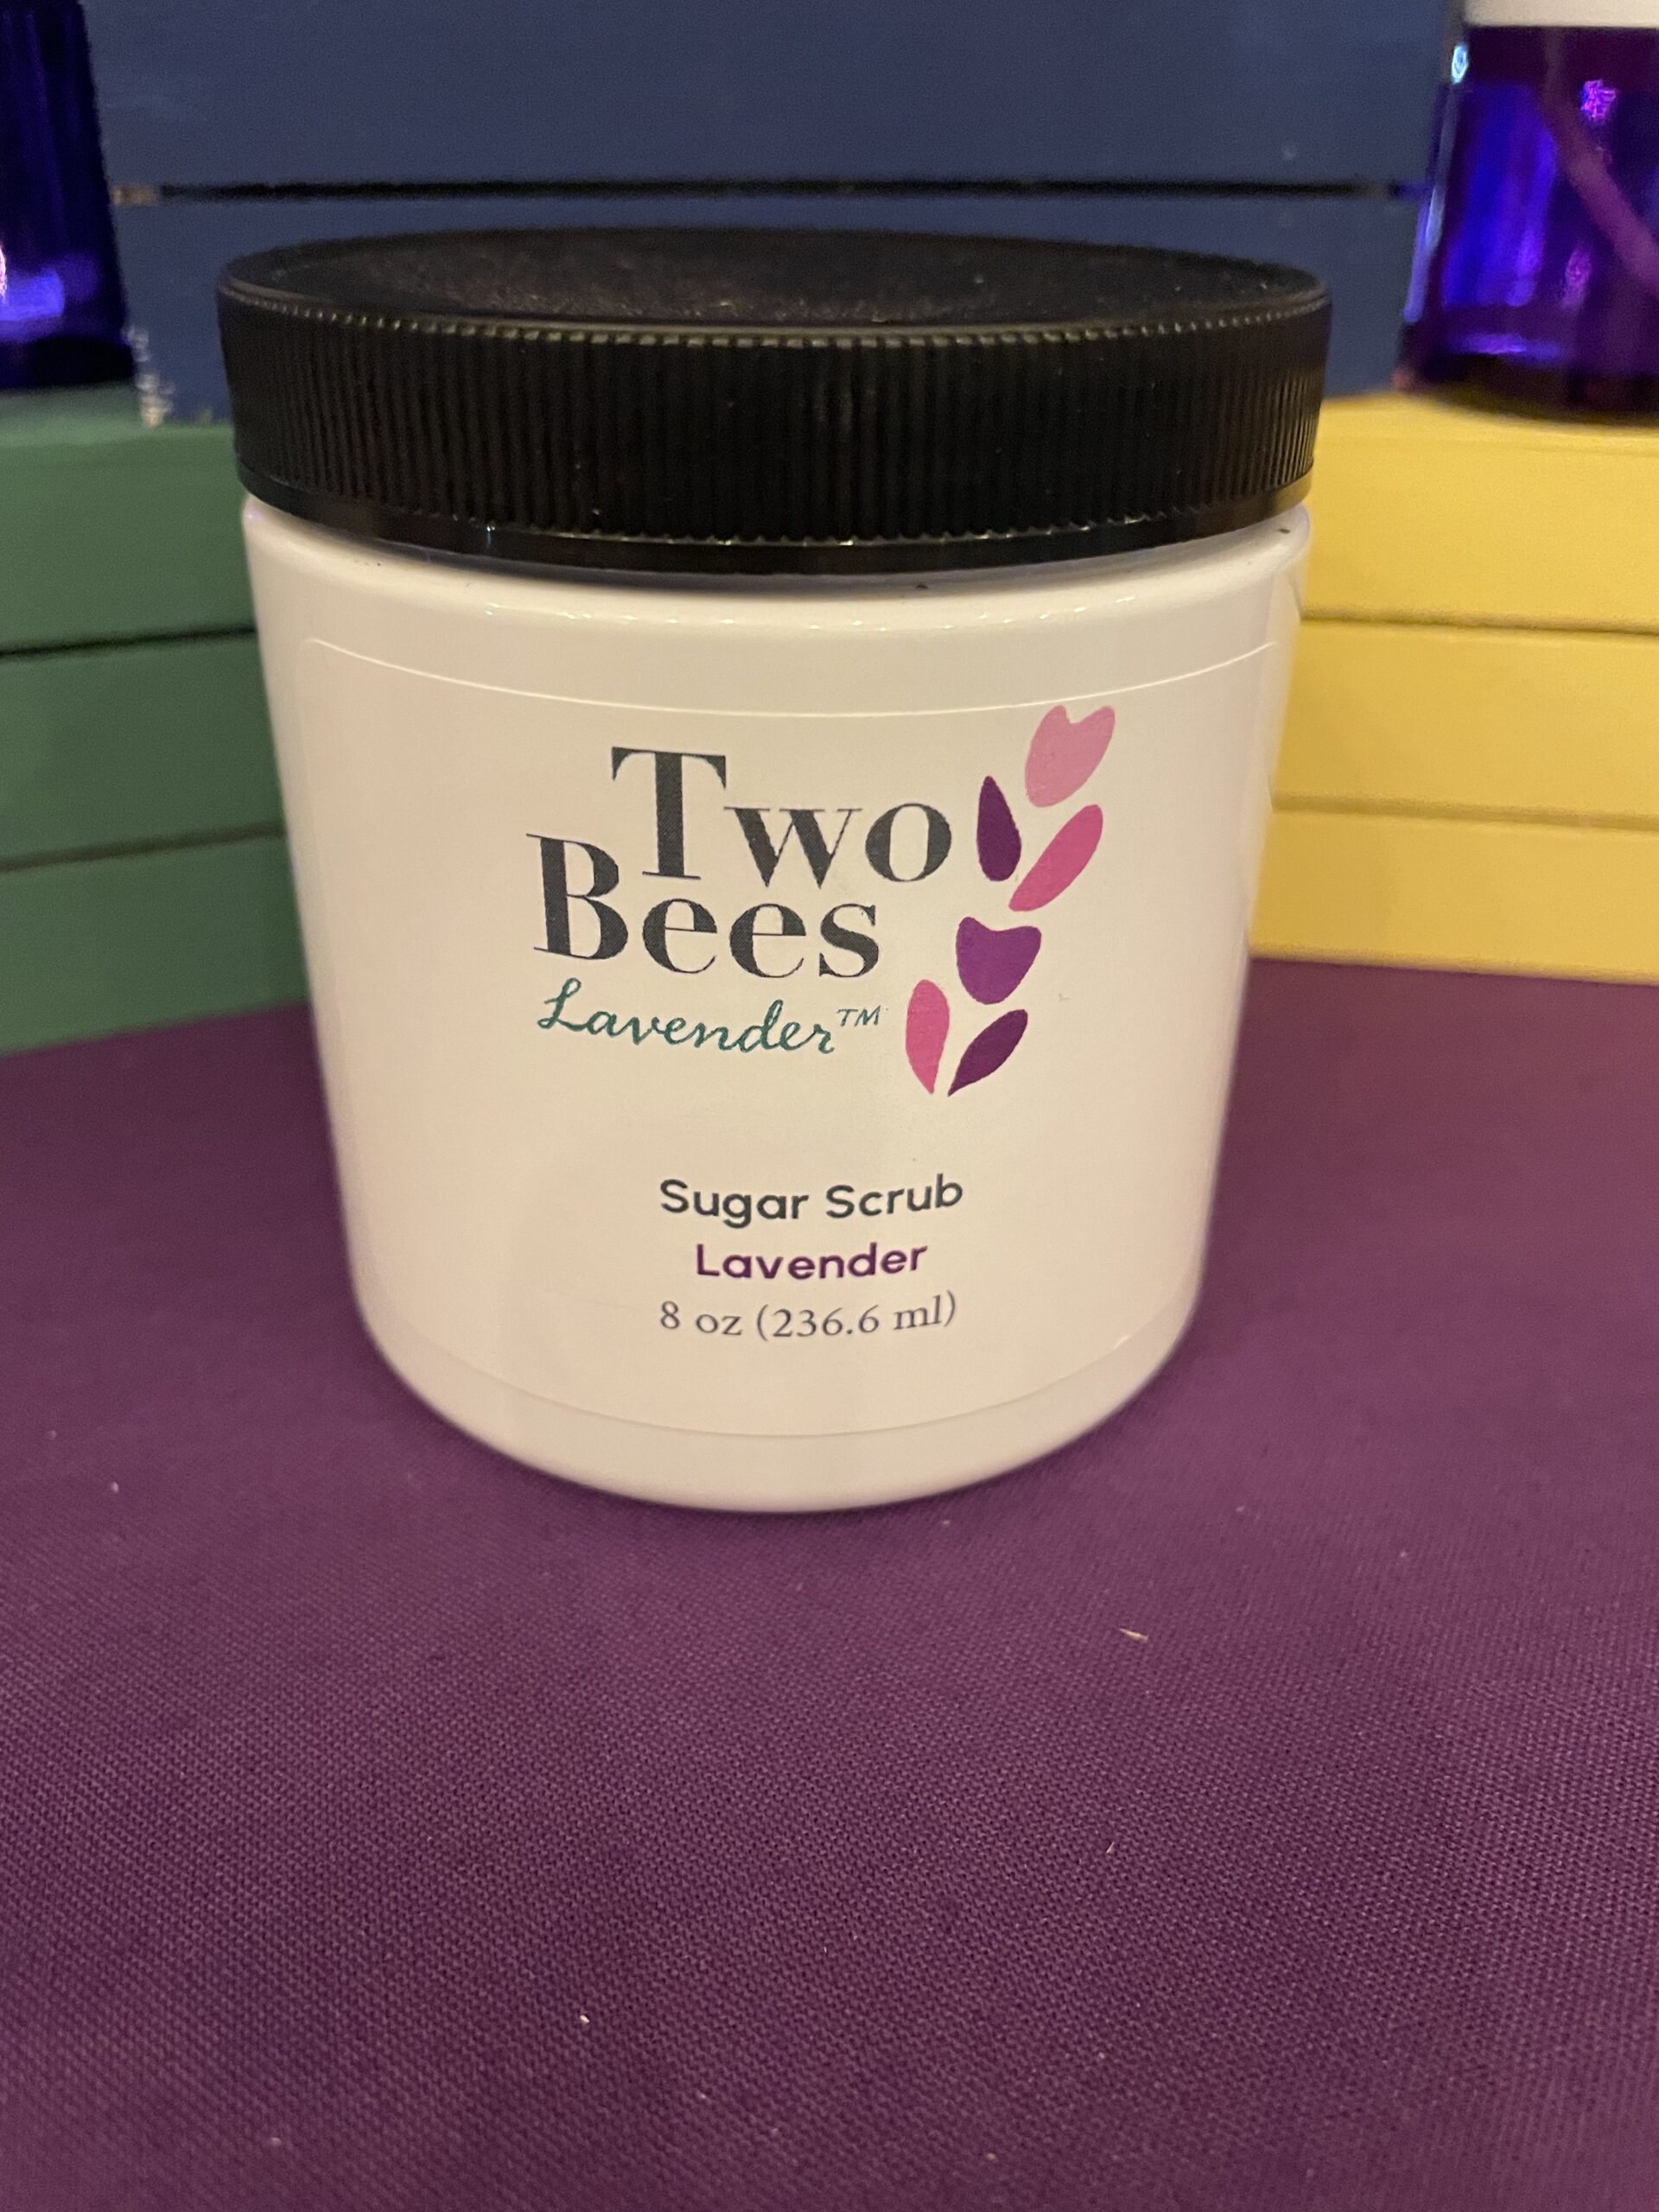 Two
Bees
Lavender™
Sugar Scrub
Lavender
8 oz (236.6 ml)